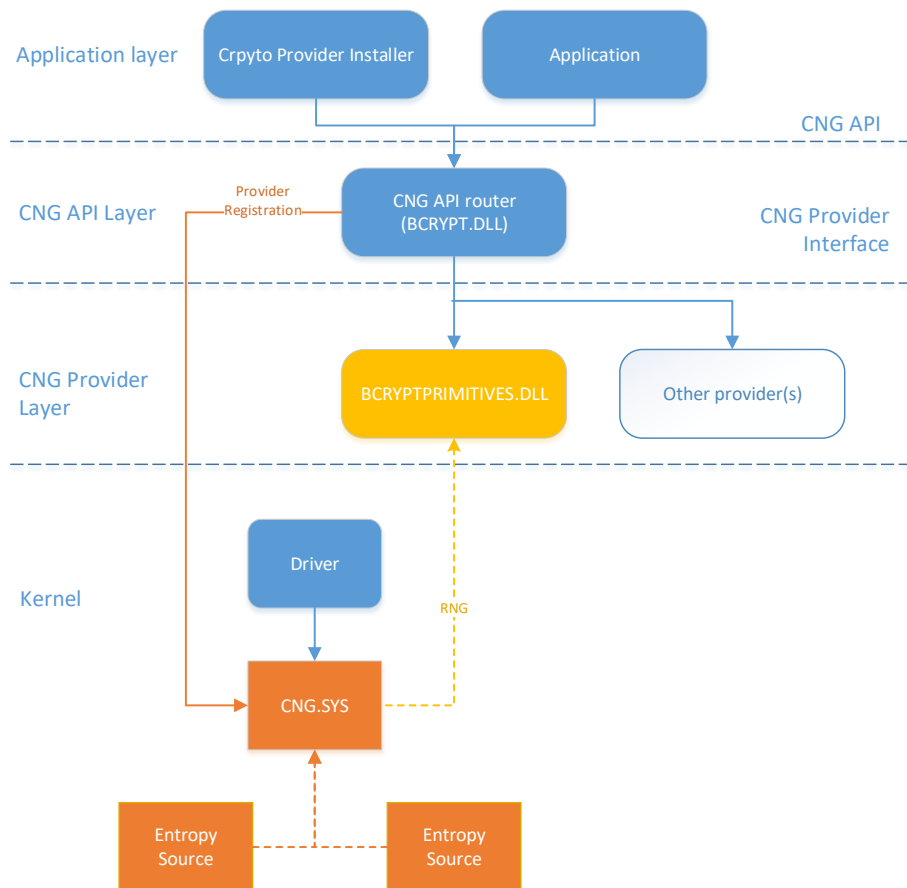 Application layer
Crpyto Provider Installer
Application
CNG API
Provider
Registration
CNG API Layer
CNG API router
(BCRYPT.DLL)
CNG Provider
Interface
CNG Provider
Layer
BCRYPTPRIMITIVES.DLL
Other provider(s)
Kernel
Driver
RNG
CNG.SYS
Entropy
Source
Entropy
Source